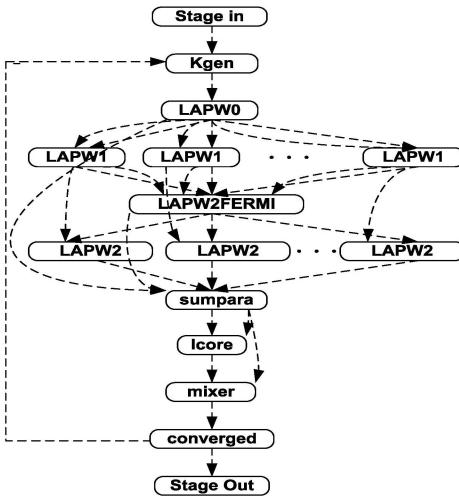 Stage in
Kgen
LAPW0
LAPW1 LAPW1 . . . LAPW1
LAPW2FERMI
LAPW2 LAPW2 . . . LAPW2
sumpara
lcore
mixer
converged
Stage Out